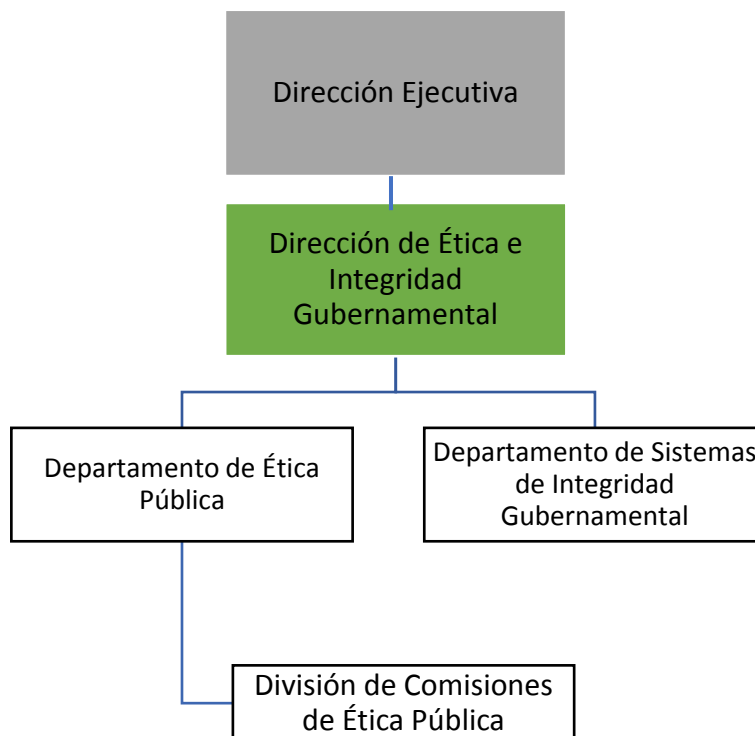 Dirección Ejecutiva
Dirección de Ética e
Integridad
Gubernamental
Departamento de Ética
Pública
Departamento de Sistemas
de Integridad
Gubernamental
División de Comisiones
de Ética Pública